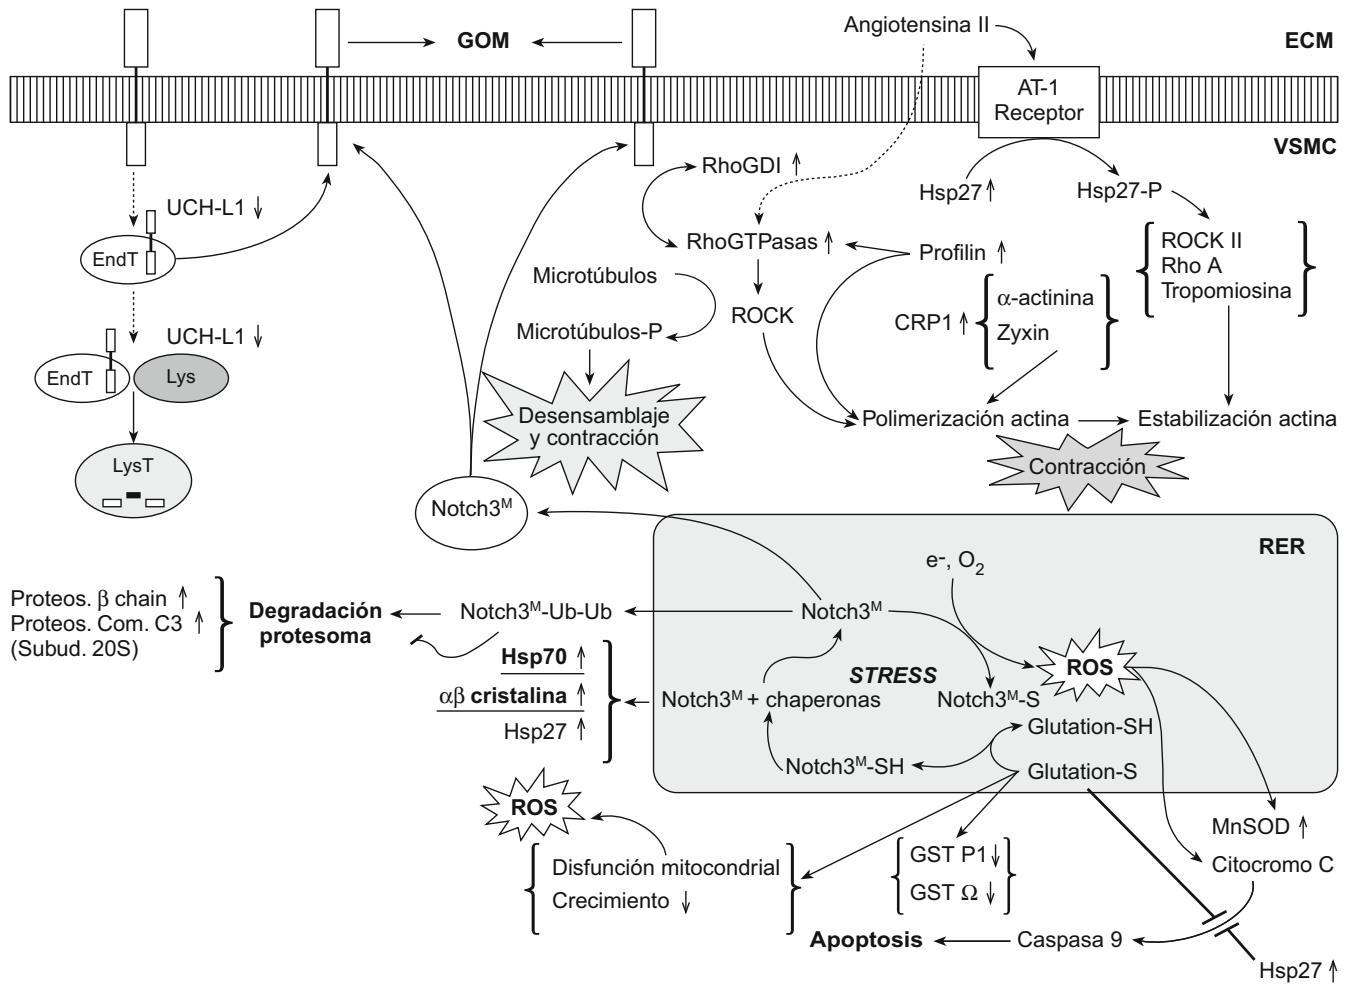 GOM
Angiotensina II
ECM
AT-1
Receptor
VSMC
RhoGDI ↑
Hsp27 ↑
Hsp27-P
UCH-L1 ↓
EndT
RhoGTPasas ↑
Profilin ↑
ROCK II
Rho A
Tropomiosina
Microtúbulos
α-actinina
Zyxin
CRP1 ↑
ROCK
Microtúbulos-P
UCH-L1 ↓
EndT
Lys
Desensamblaje
y contracción
Polimerización actina
Estabilización actina
Contracción
LysT
Notch3ᴹ
RER
e-, O₂
Proteos. β chain ↑
Proteos. Com. C3 ↑
(Subud. 20S)
Degradación
protesoma
Notch3ᴹ-Ub-Ub
Notch3ᴹ
Hsp70 ↑
αβ cristalina ↑
Hsp27 ↑
STRESS
ROS
Notch3ᴹ + chaperonas
Notch3ᴹ-S
Glutation-SH
Notch3ᴹ-SH
Glutation-S
ROS
MnSOD ↑
Citocromo C
Disfunción mitocondrial
Crecimiento ↓
GST P1 ↓
GST Ω ↓
Apoptosis
Caspasa 9
Hsp27 ↑